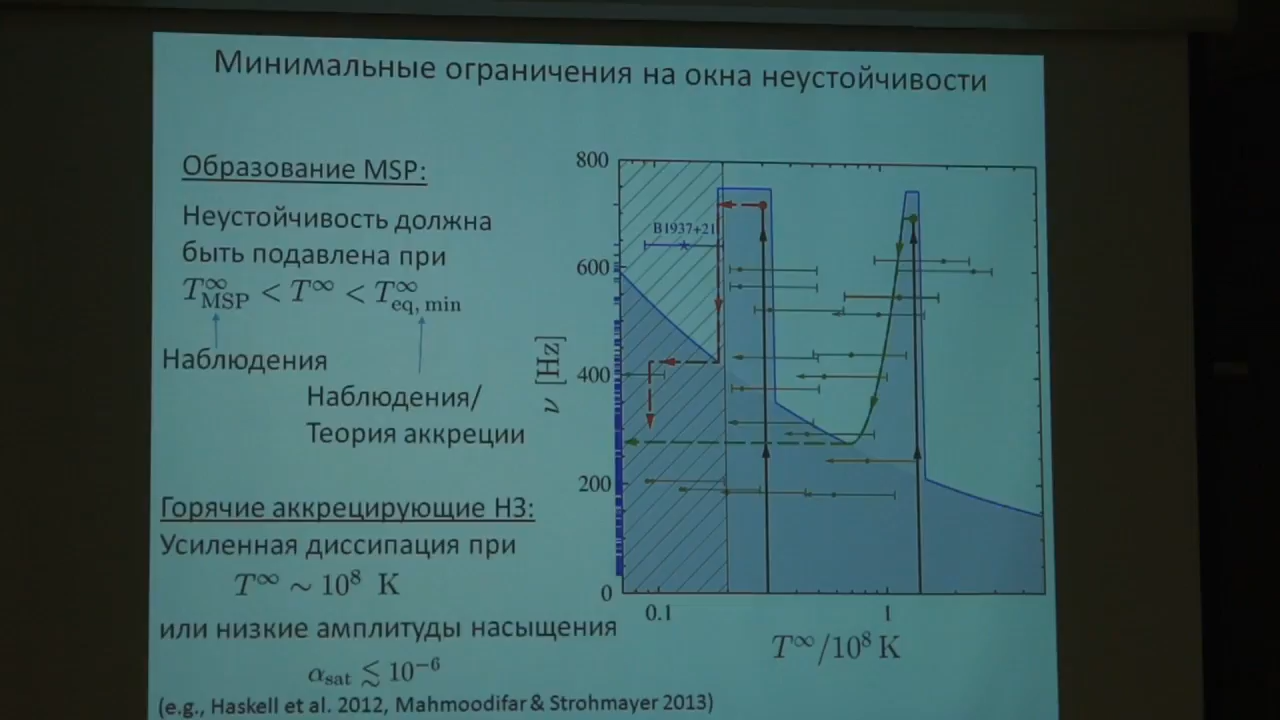 Минимальные ограничения на окна неустойчивости
Образование MSP:
Неустойчивость должна
быть подавлена при
T^∞_MSP < T^∞ < T^∞_eq, min
Наблюдения
Наблюдения/
Теория аккреции
Горячие аккрецирующие НЗ:
Усиленная диссипация при
T^∞ ~ 10^8 K
или низкие амплитуды насыщения
α_sat ≲ 10^-6
(e.g., Haskell et al. 2012, Mahmoodifar & Strohmayer 2013)
800
600
400
200
0
ν [Hz]
B1937+21
0.1
1
T^∞/10^8 K